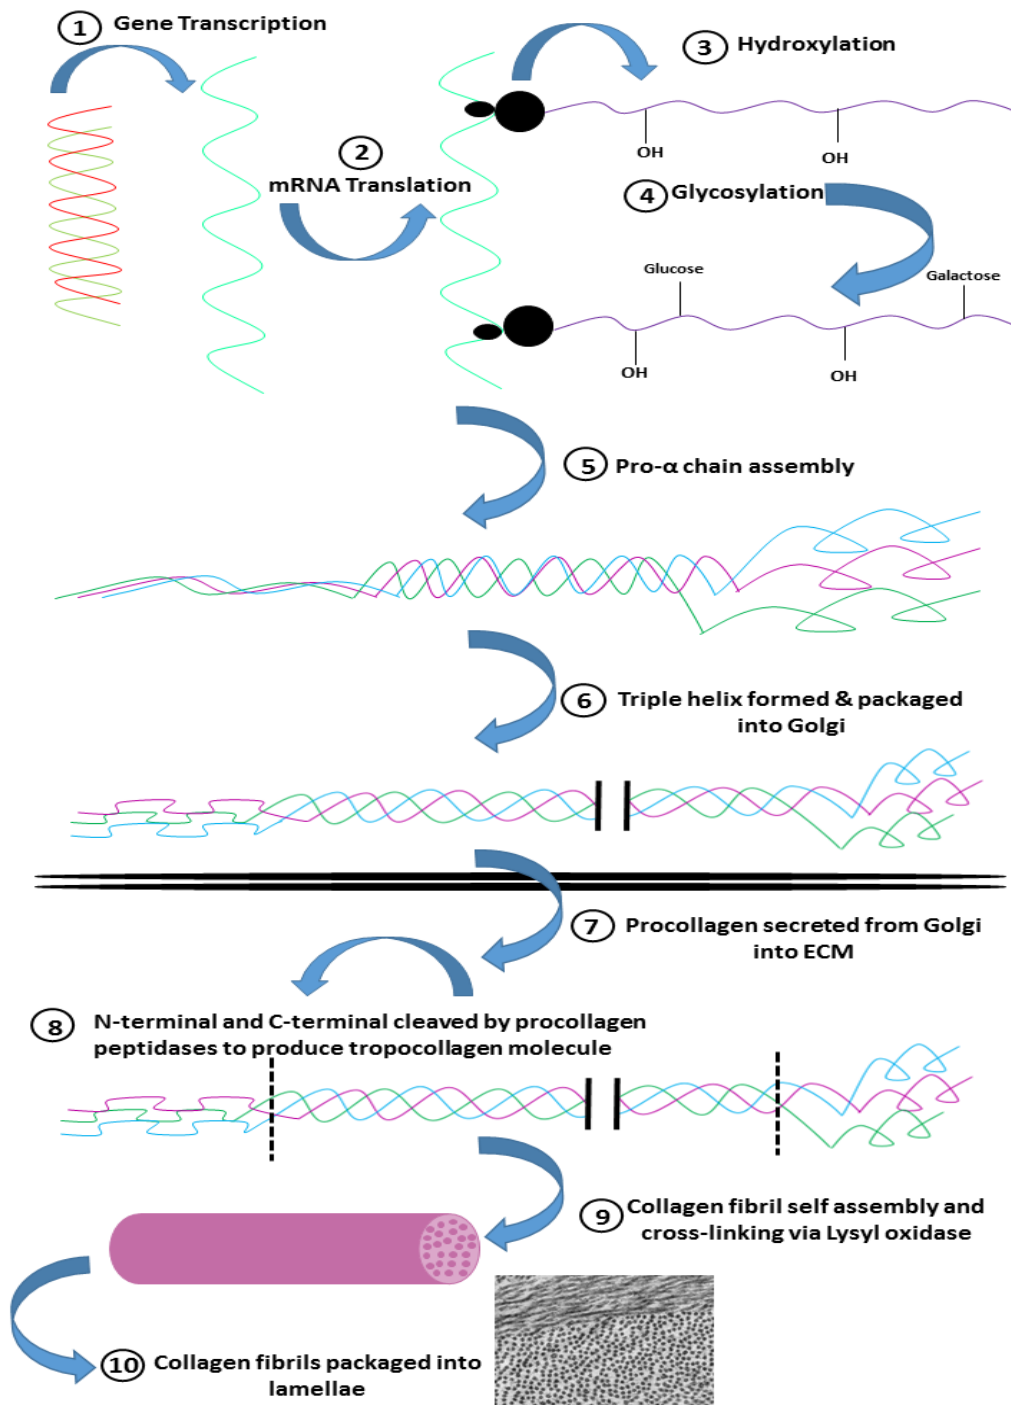 1 Gene Transcription
2
mRNA Translation
3 Hydroxylation
OH
OH
4 Glycosylation
Glucose
Galactose
OH
OH
5 Pro-α chain assembly
6 Triple helix formed & packaged
into Golgi
7 Procollagen secreted from Golgi
into ECM
8 N-terminal and C-terminal cleaved by procollagen
peptidases to produce tropocollagen molecule
9 Collagen fibril self assembly and
cross-linking via Lysyl oxidase
10 Collagen fibrils packaged into
lamellae